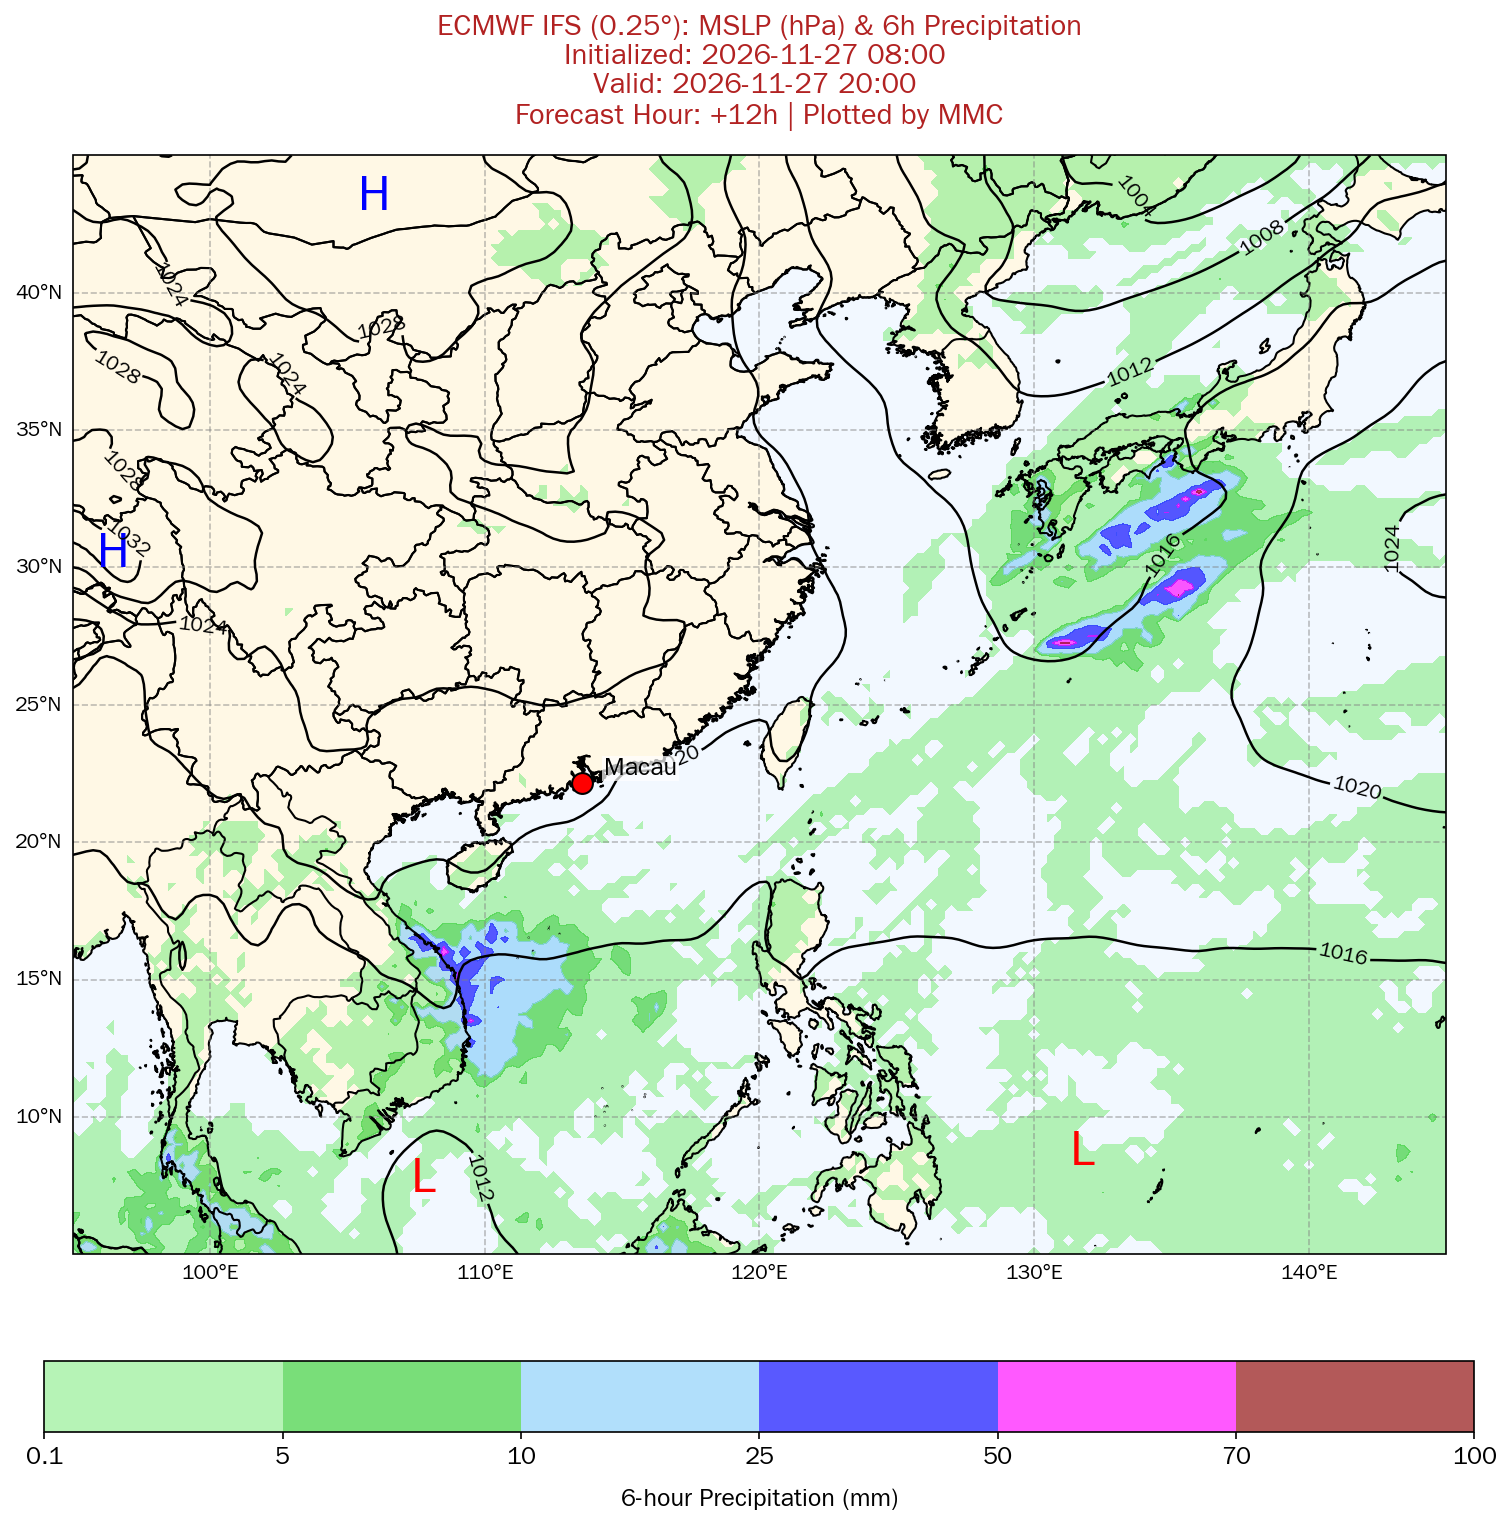 ECMWF IFS (0.25°): MSLP (hPa) & 6h Precipitation
Initialized: 2026-11-27 08:00
Valid: 2026-11-27 20:00
Forecast Hour: +12h | Plotted by MMC
H
1004
1008
1024
40°N
1028
1028
1024
1012
35°N
1028
1032
H
1024
30°N
1016
1024
25°N
1020
Macau
1020
20°N
1016
15°N
10°N
L
L
1012
100°E 110°E 120°E 130°E 140°E
0.1 5 10 25 50 70 100
6-hour Precipitation (mm)